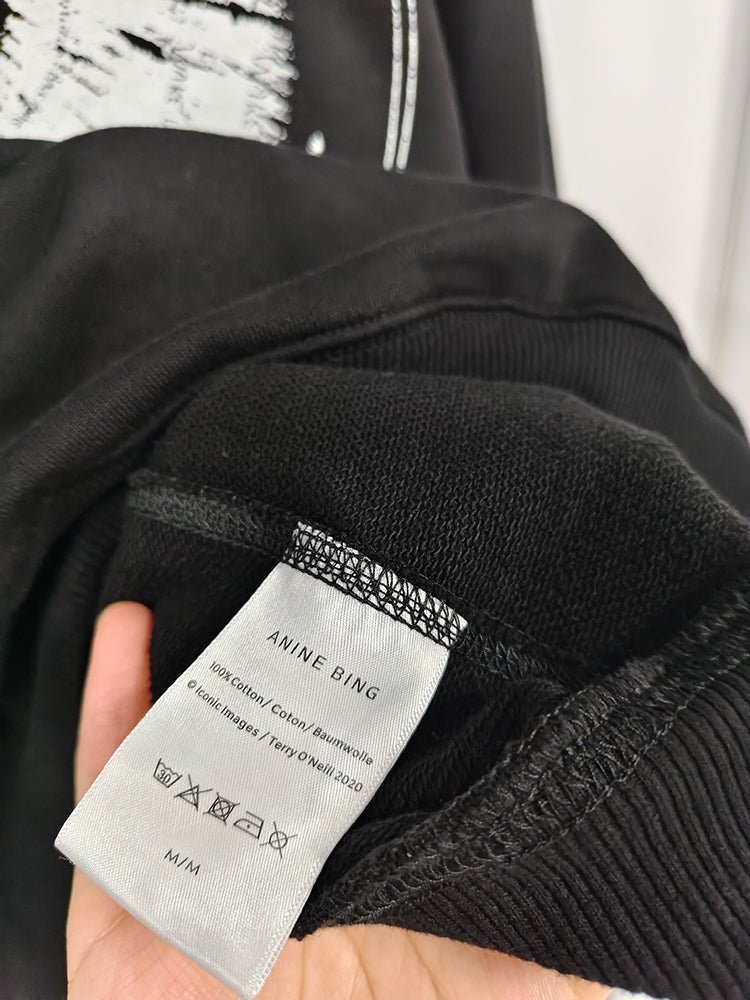 ANINE BING
100% Cotton / Coton / Baumwolle
© Iconic Images / Terry O'Neill 2020
30
M/M